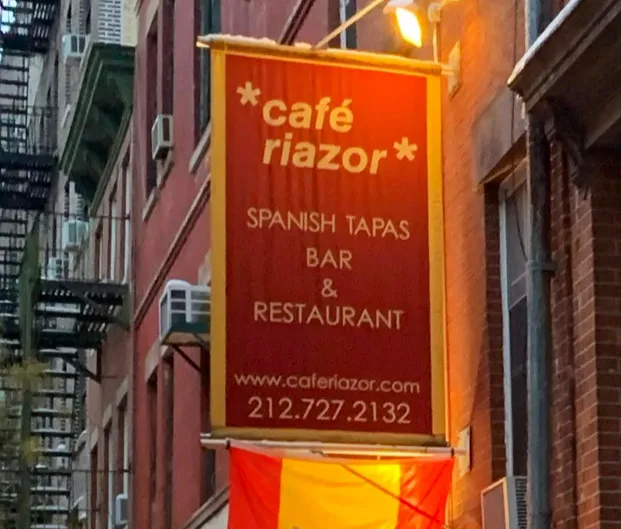 *café
riazor*
SPANISH TAPAS
BAR
&
RESTAURANT
www.caferiazor.com
212.727.2132